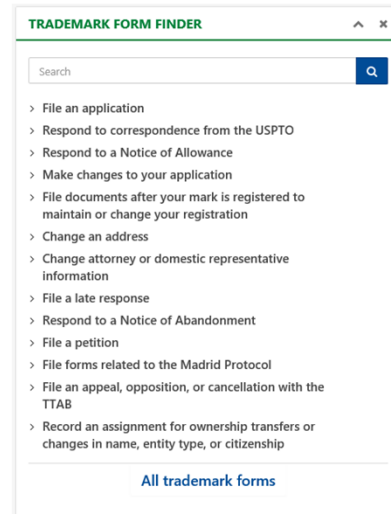 TRADEMARK FORM FINDER
Search
File an application
Respond to correspondence from the USPTO
Respond to a Notice of Allowance
Make changes to your application
File documents after your mark is registered to
maintain or change your registration
Change an address
Change attorney or domestic representative
information
File a late response
Respond to a Notice of Abandonment
File a petition
File forms related to the Madrid Protocol
File an appeal, opposition, or cancellation with the
TTAB
Record an assignment for ownership transfers or
changes in name, entity type, or citizenship
All trademark forms